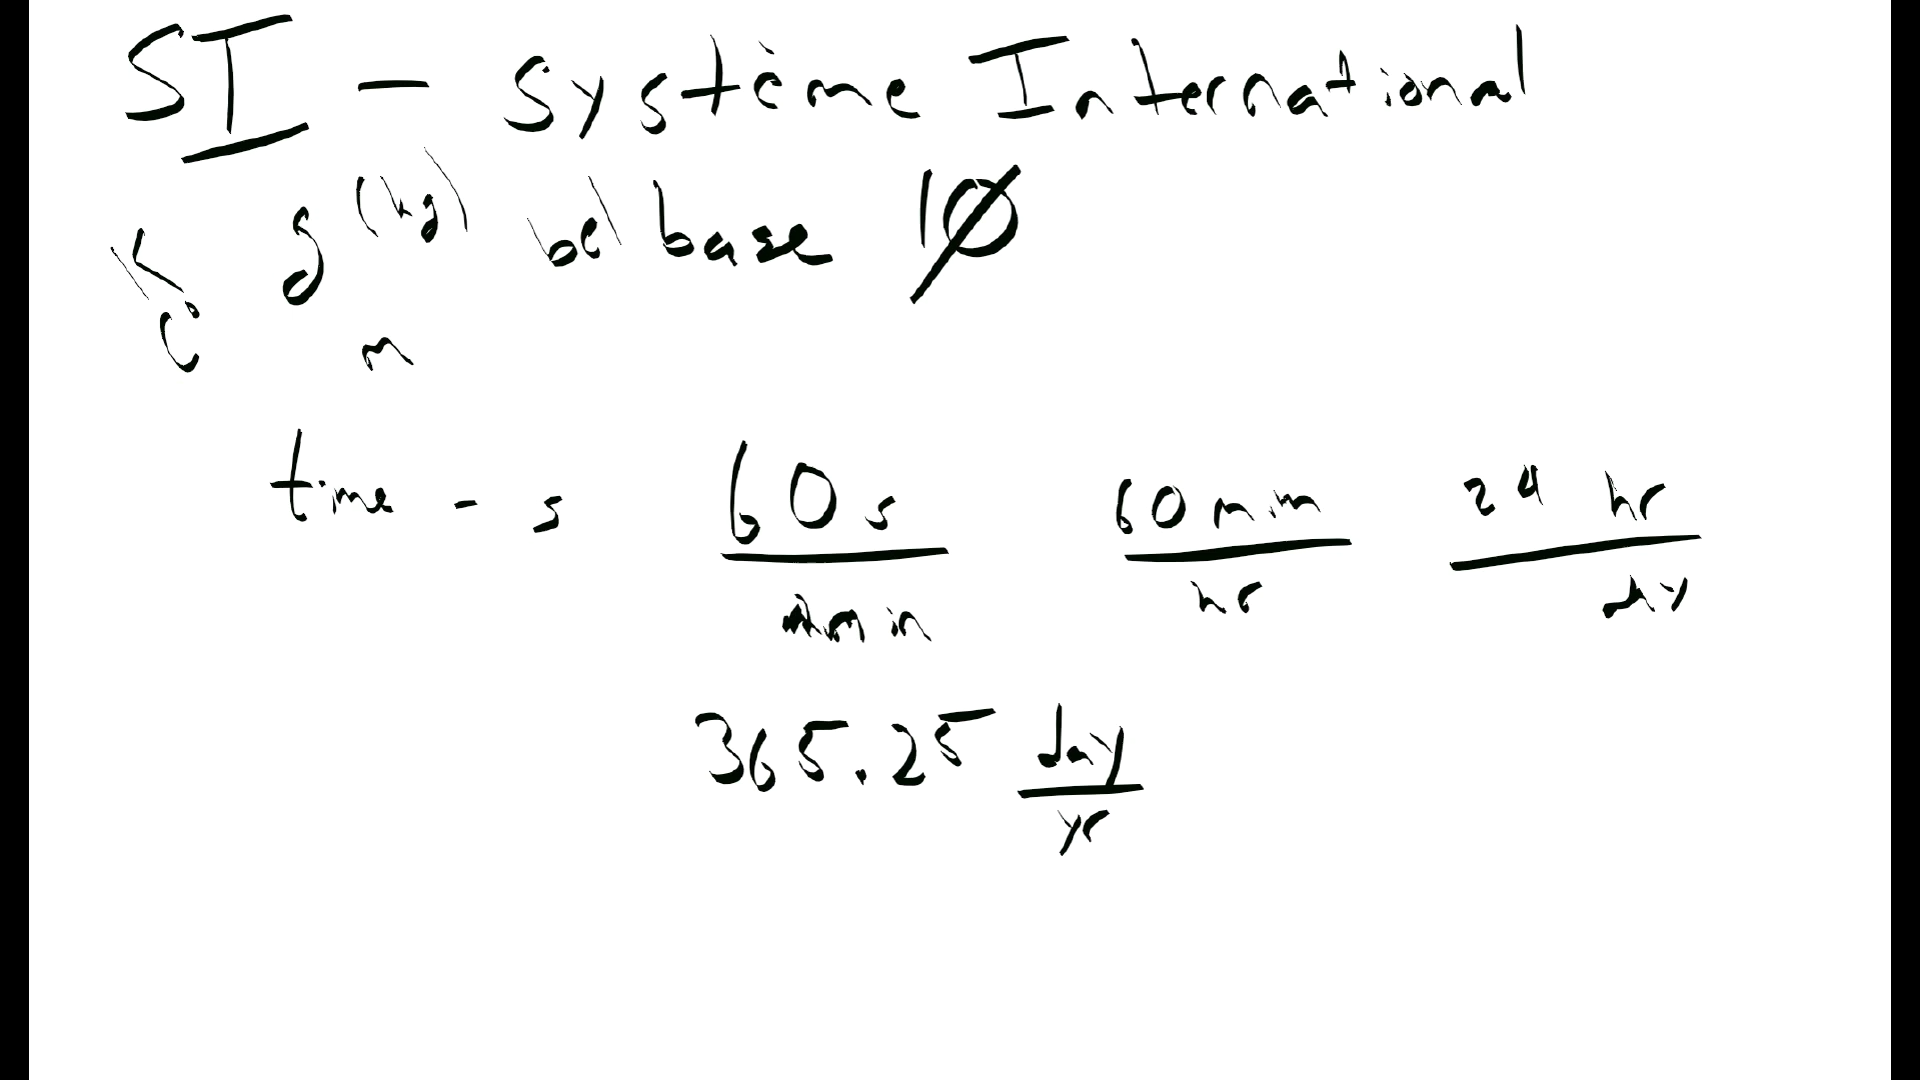 SI - Système International
g (kg) bel base 10
K
C
m
time - s 60 s 60 min 24 hr
min hr dy
365.25 day
yr